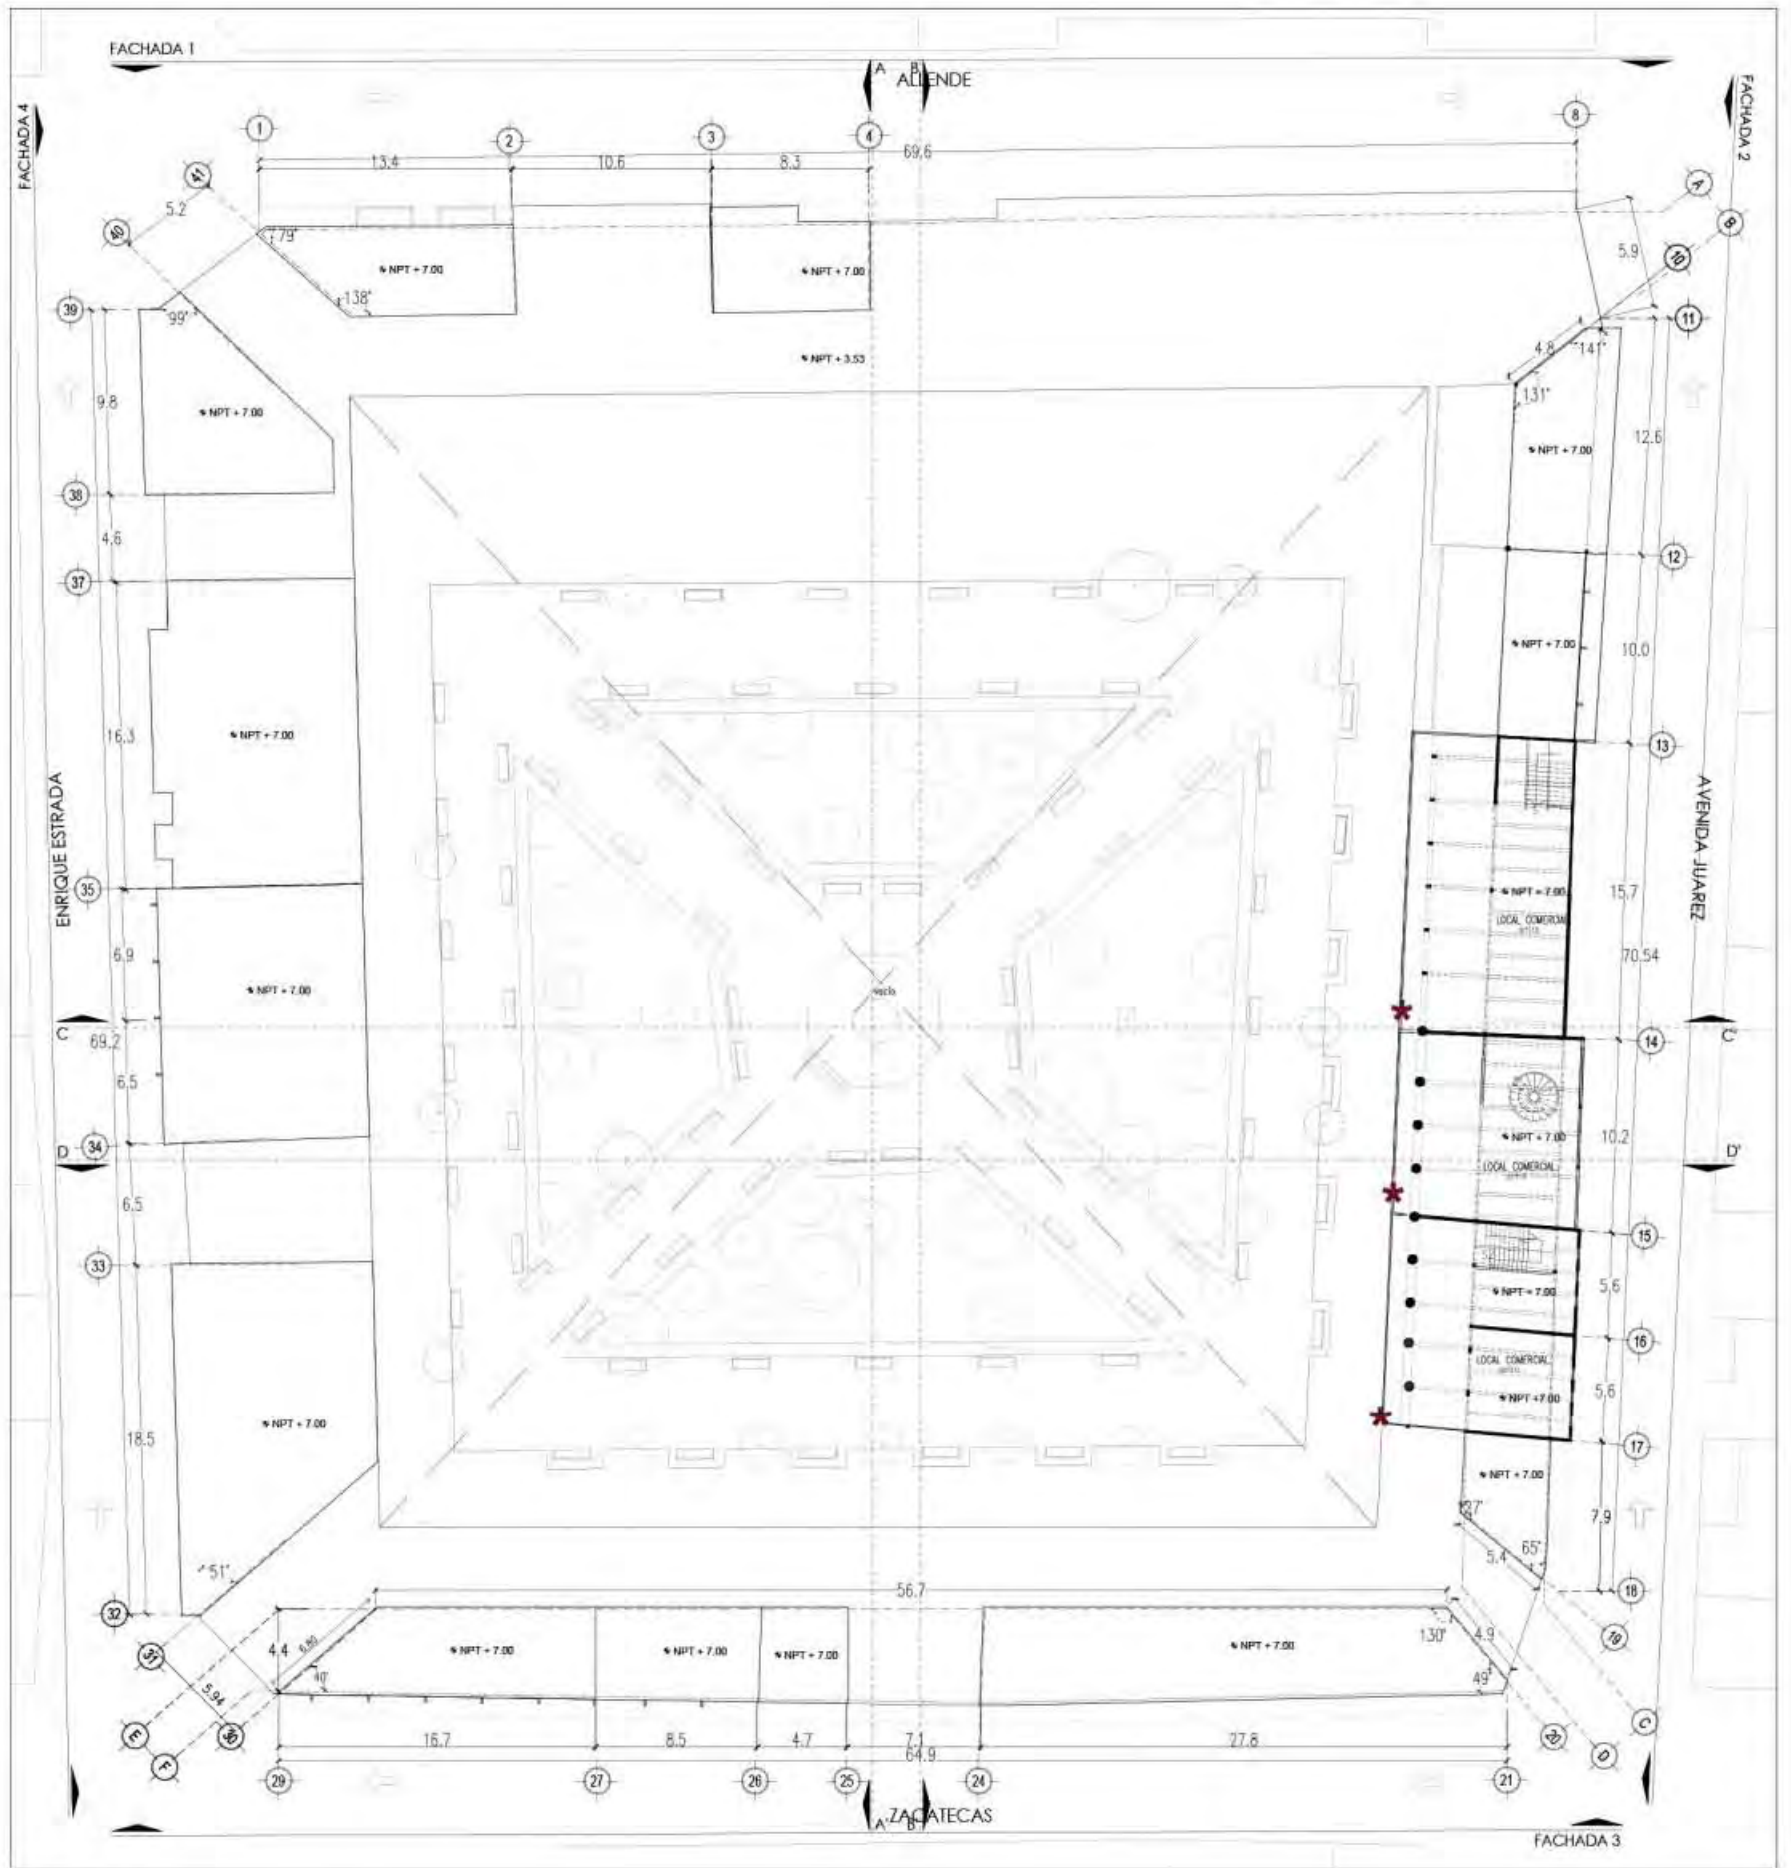 FACHADA 1
A B
ALLENDE
FACHADA 4
FACHADA 2
1
2
3
4
8
69.6
13.4
10.6
8.3
41
5.2
40
A
B
79°
NPT + 7.00
NPT + 7.00
5.9
10
39
99°
138°
11
NPT + 3.53
4.8
141°
131°
9.8
NPT + 7.00
12.6
NPT + 7.00
38
4.6
12
37
NPT + 7.00
10.0
16.3
NPT + 7.00
13
ENRIQUE ESTRADA
AVENIDA JUAREZ
35
NPT + 7.00
15.7
LOCAL COMERCIAL
6.9
70.54
NPT + 7.00
vacio
C
C'
69.2
14
6.5
NPT + 7.00
10.2
34
D
D'
LOCAL COMERCIAL
6.5
15
33
5.6
NPT + 7.00
16
LOCAL COMERCIAL
5.6
NPT +7.00
NPT + 7.00
18.5
17
NPT + 7.00
7.9
5.4
65°
51°
56.7
18
32
4.4
6.80
NPT + 7.00
NPT + 7.00
NPT + 7.00
NPT + 7.00
130°
4.9
19
31
40°
49°
5.94
E
F
30
C
20
D
16.7
8.5
4.7
7.1
27.8
64.9
29
27
26
25
24
21
A' B'
ZACATECAS
FACHADA 3